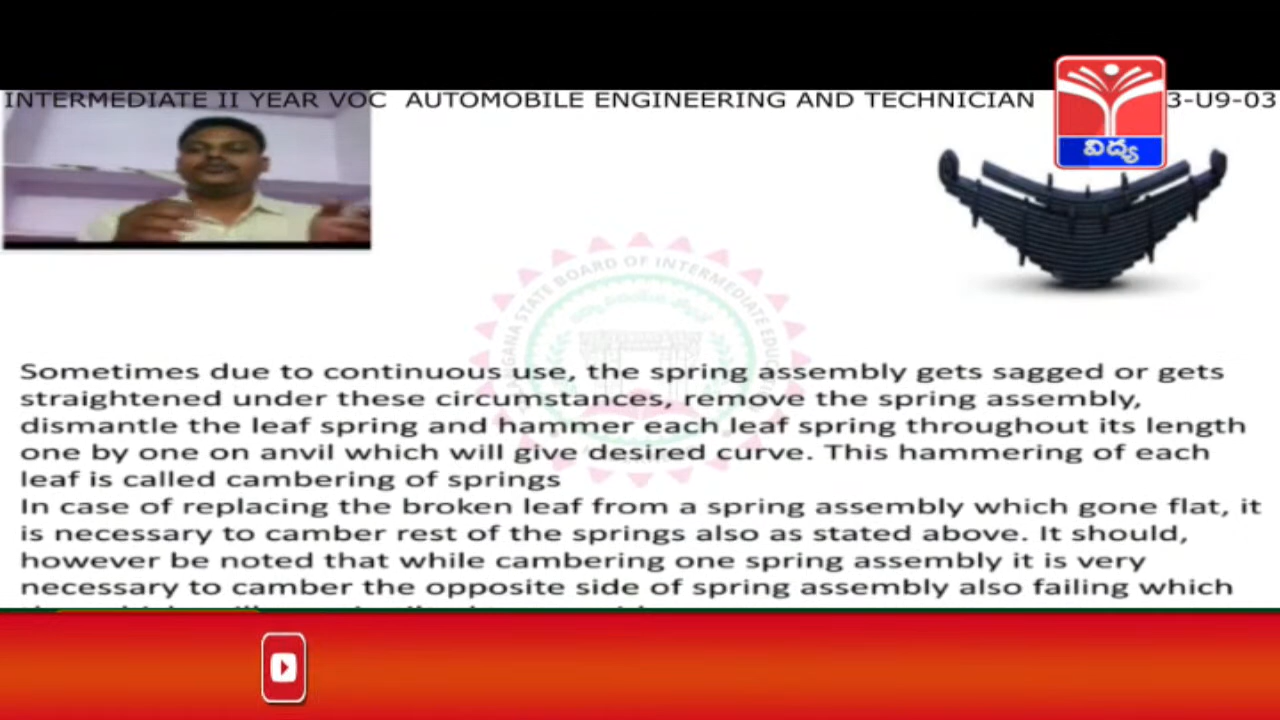 INTERMEDIATE II YEAR VOC AUTOMOBILE ENGINEERING AND TECHNICIAN 3-U9-03
విద్య
STATE BOARD OF INTERMEDIATE
Sometimes due to continuous use, the spring assembly gets sagged or gets
straightened under these circumstances, remove the spring assembly,
dismantle the leaf spring and hammer each leaf spring throughout its length
one by one on anvil which will give desired curve. This hammering of each
leaf is called cambering of springs
In case of replacing the broken leaf from a spring assembly which gone flat, it
is necessary to camber rest of the springs also as stated above. It should,
however be noted that while cambering one spring assembly it is very
necessary to camber the opposite side of spring assembly also failing which